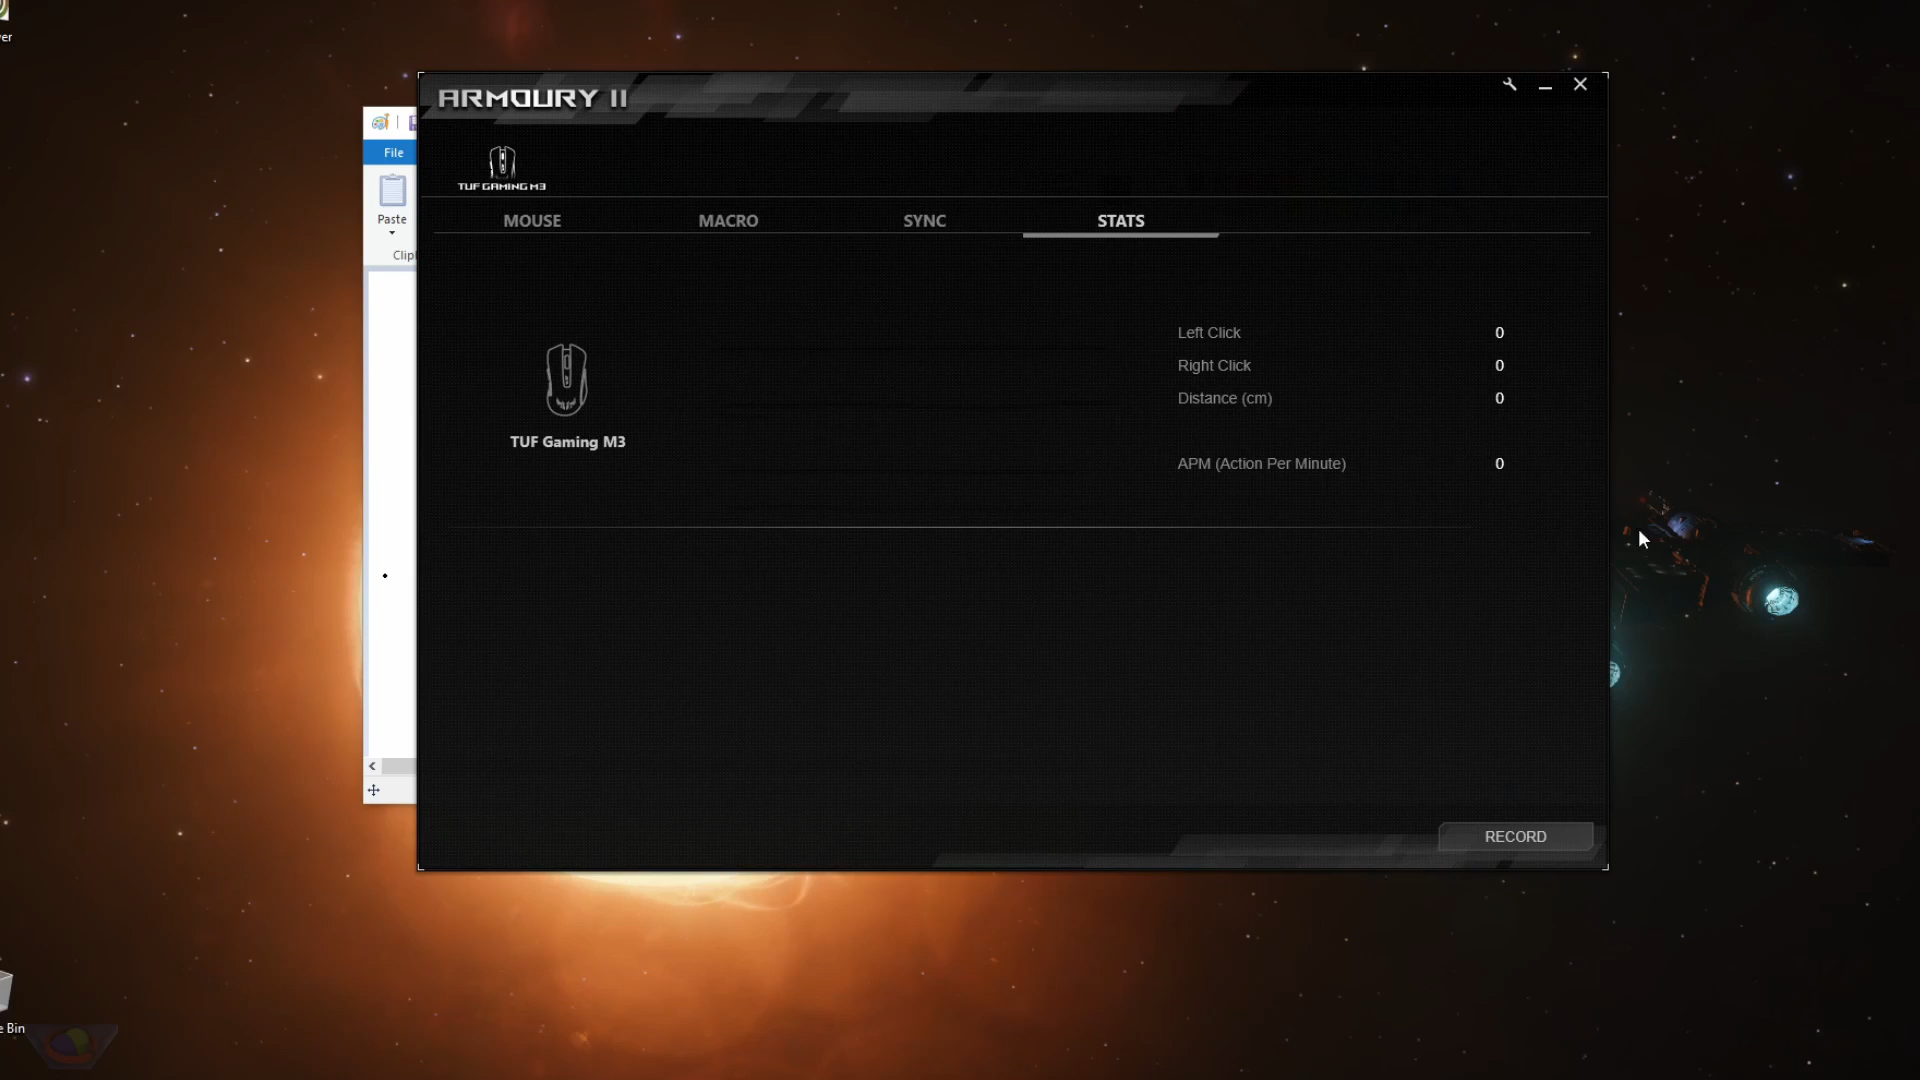 er
ARMOURY II
File
TUF GAMING M3
Paste
MOUSE MACRO SYNC STATS
Clip
Left Click 0
Right Click 0
Distance (cm) 0
TUF Gaming M3
APM (Action Per Minute) 0
RECORD
e Bin